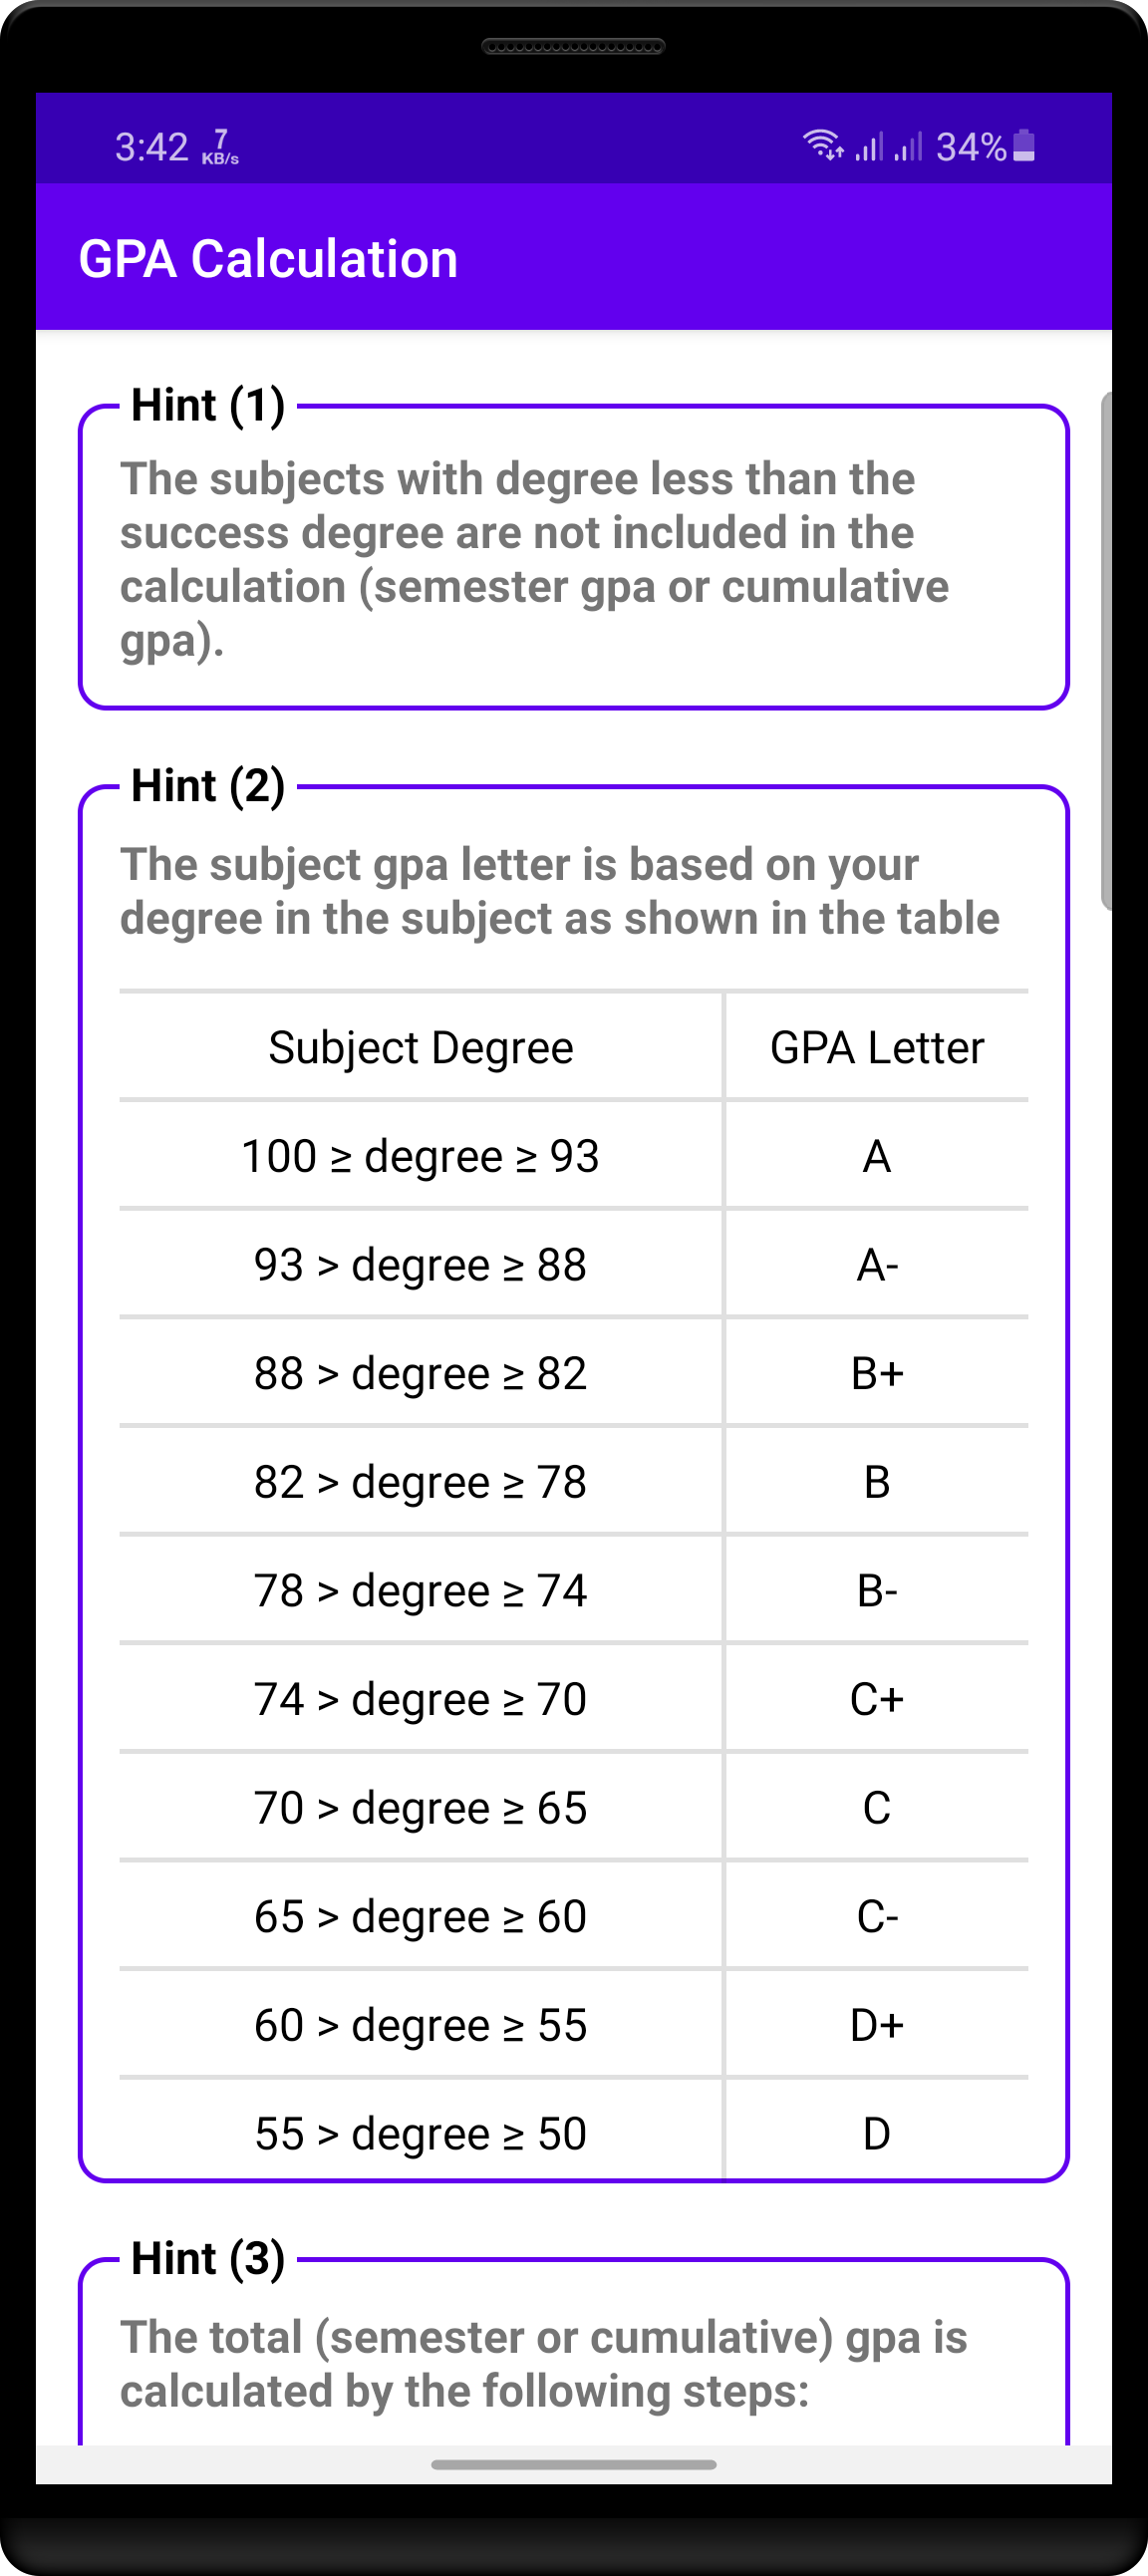 3:42 7 KB/s 34%
GPA Calculation
Hint (1)
The subjects with degree less than the
success degree are not included in the
calculation (semester gpa or cumulative
gpa).
Hint (2)
The subject gpa letter is based on your
degree in the subject as shown in the table
Subject Degree GPA Letter
100 ≥ degree ≥ 93 A
93 > degree ≥ 88 A-
88 > degree ≥ 82 B+
82 > degree ≥ 78 B
78 > degree ≥ 74 B-
74 > degree ≥ 70 C+
70 > degree ≥ 65 C
65 > degree ≥ 60 C-
60 > degree ≥ 55 D+
55 > degree ≥ 50 D
Hint (3)
The total (semester or cumulative) gpa is
calculated by the following steps: